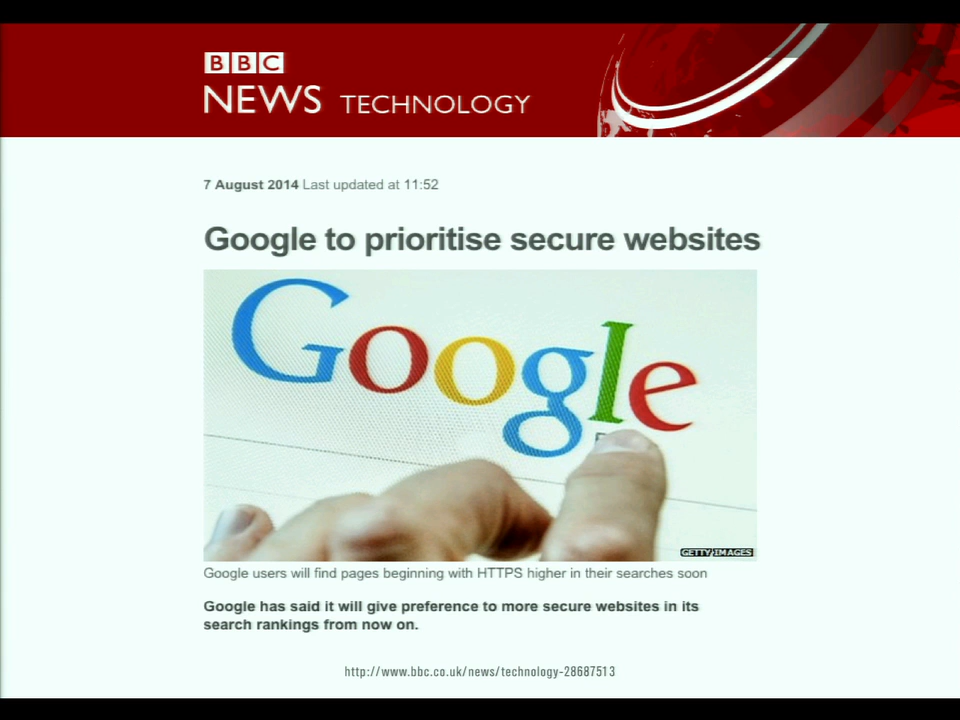 BBC
NEWS TECHNOLOGY
7 August 2014 Last updated at 11:52
Google to prioritise secure websites
Google
GETTY IMAGES
Google users will find pages beginning with HTTPS higher in their searches soon
Google has said it will give preference to more secure websites in its
search rankings from now on.
http://www.bbc.co.uk/news/technology-28687513